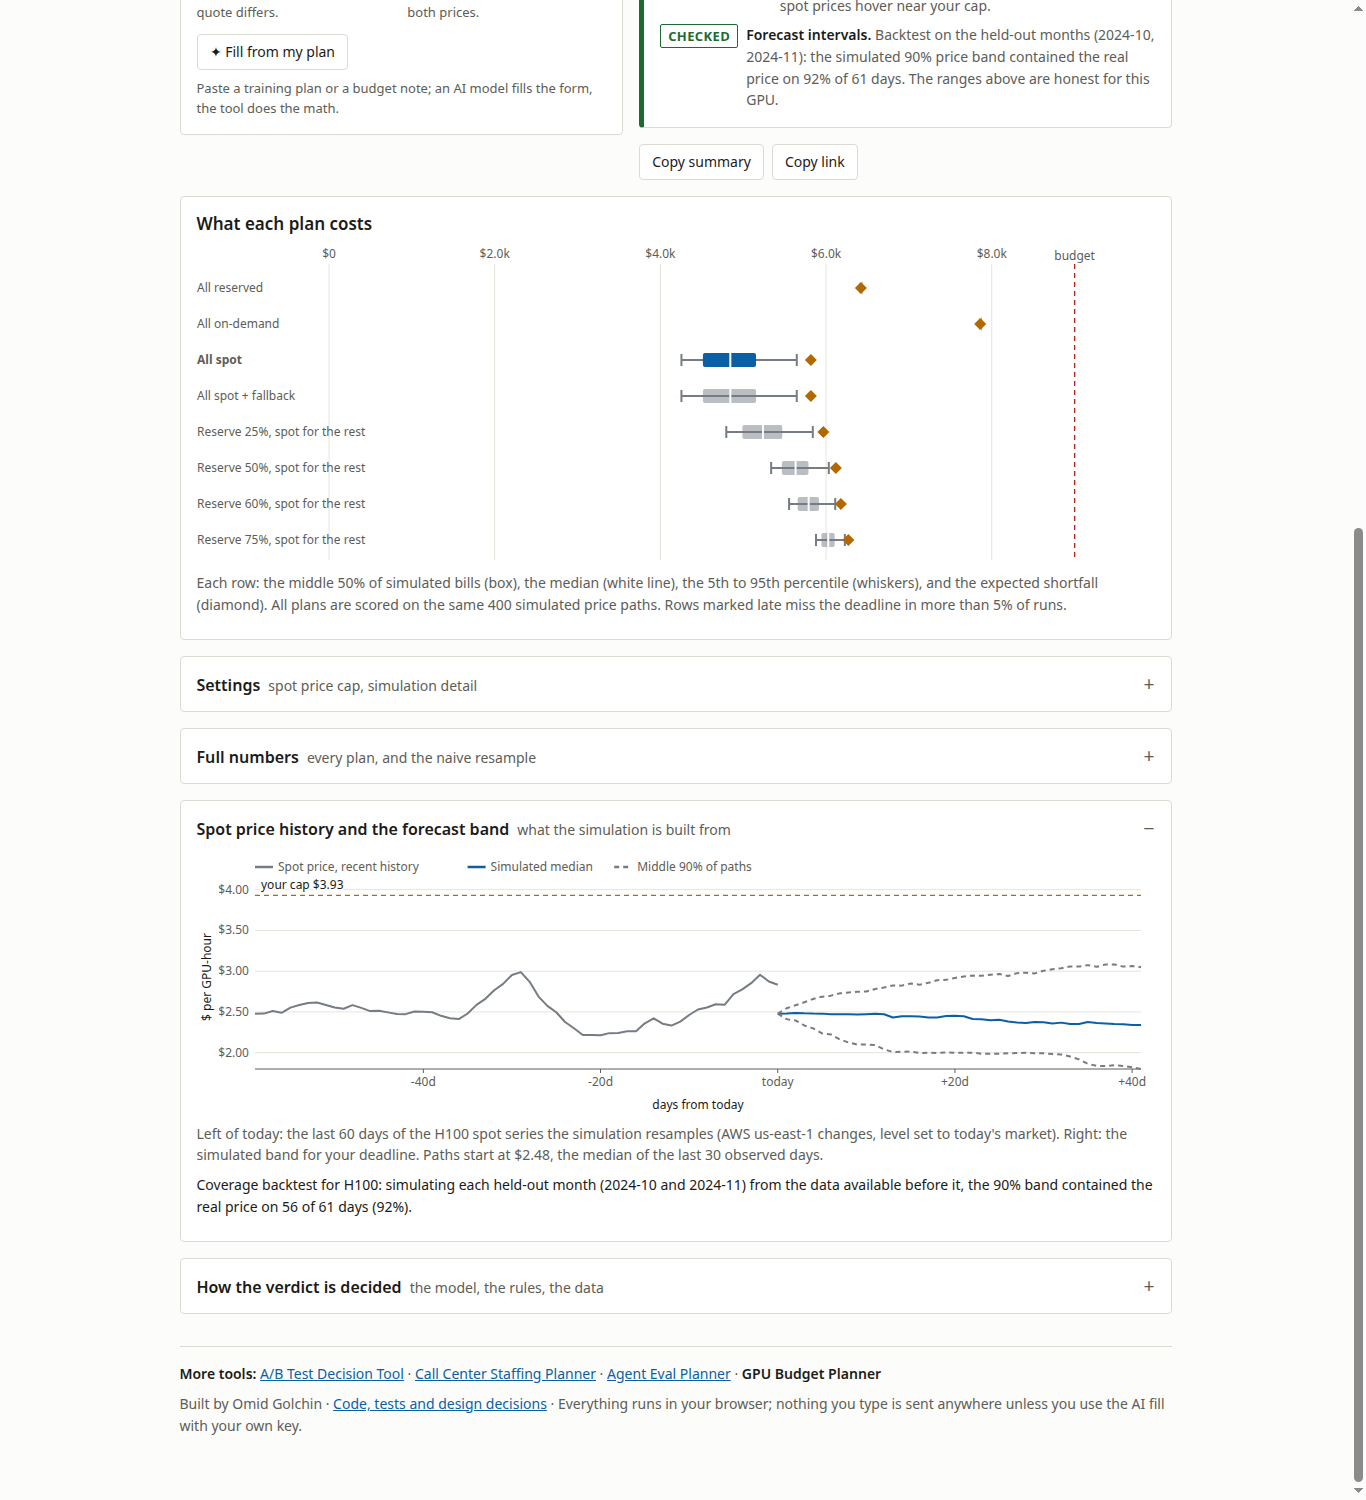 quote differs.
both prices.
✦ Fill from my plan
Paste a training plan or a budget note; an AI model fills the form,
the tool does the math.
spot prices hover near your cap.
CHECKED
Forecast intervals. Backtest on the held-out months (2024-10,
2024-11): the simulated 90% price band contained the real
price on 92% of 61 days. The ranges above are honest for this
GPU.
Copy summary
Copy link
What each plan costs
$0
$2.0k
$4.0k
$6.0k
$8.0k
budget
All reserved
All on-demand
All spot
All spot + fallback
Reserve 25%, spot for the rest
Reserve 50%, spot for the rest
Reserve 60%, spot for the rest
Reserve 75%, spot for the rest
Each row: the middle 50% of simulated bills (box), the median (white line), the 5th to 95th percentile (whiskers), and the expected shortfall
(diamond). All plans are scored on the same 400 simulated price paths. Rows marked late miss the deadline in more than 5% of runs.
Settings spot price cap, simulation detail +
Full numbers every plan, and the naive resample +
Spot price history and the forecast band what the simulation is built from −
Spot price, recent history
Simulated median
Middle 90% of paths
your cap $3.93
$4.00
$3.50
$3.00
$2.50
$2.00
$ per GPU-hour
-40d
-20d
today
+20d
+40d
days from today
Left of today: the last 60 days of the H100 spot series the simulation resamples (AWS us-east-1 changes, level set to today's market). Right: the
simulated band for your deadline. Paths start at $2.48, the median of the last 30 observed days.
Coverage backtest for H100: simulating each held-out month (2024-10 and 2024-11) from the data available before it, the 90% band contained the
real price on 56 of 61 days (92%).
How the verdict is decided the model, the rules, the data +
More tools: A/B Test Decision Tool · Call Center Staffing Planner · Agent Eval Planner · GPU Budget Planner
Built by Omid Golchin · Code, tests and design decisions · Everything runs in your browser; nothing you type is sent anywhere unless you use the AI fill
with your own key.